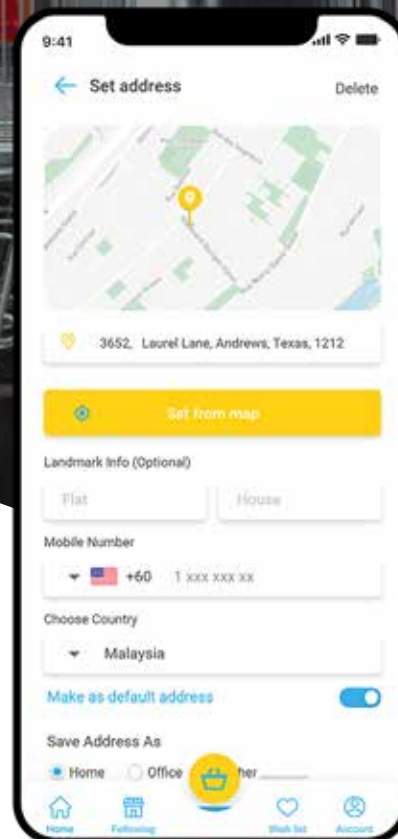 9:41
Set address
Delete
3652, Laurel Lane, Andrews, Texas, 1212
Set from map
Landmark Info (Optional)
Flat
House
Mobile Number
+60 1 xxx xxx xx
Choose Country
Malaysia
Make as default address
Save Address As
Home
Office
her
Home
Following
Wish list
Account